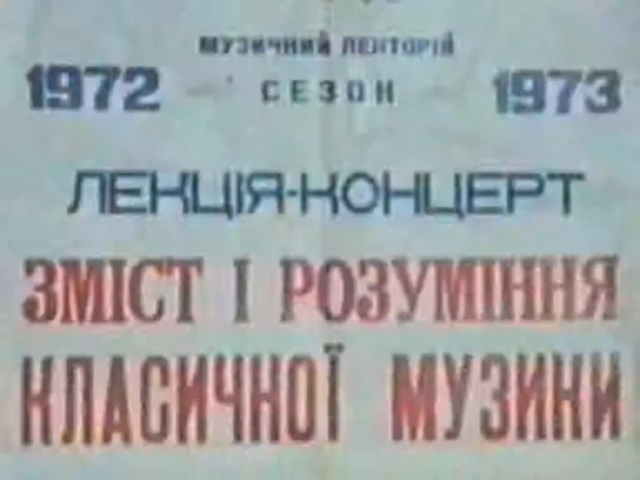 МУЗИЧНИЙ ЛЕКТОРІЙ
1972 СЕЗОН 1973
ЛЕКЦІЯ-КОНЦЕРТ
ЗМІСТ І РОЗУМІННЯ
КЛАСИЧНОЇ МУЗИКИ